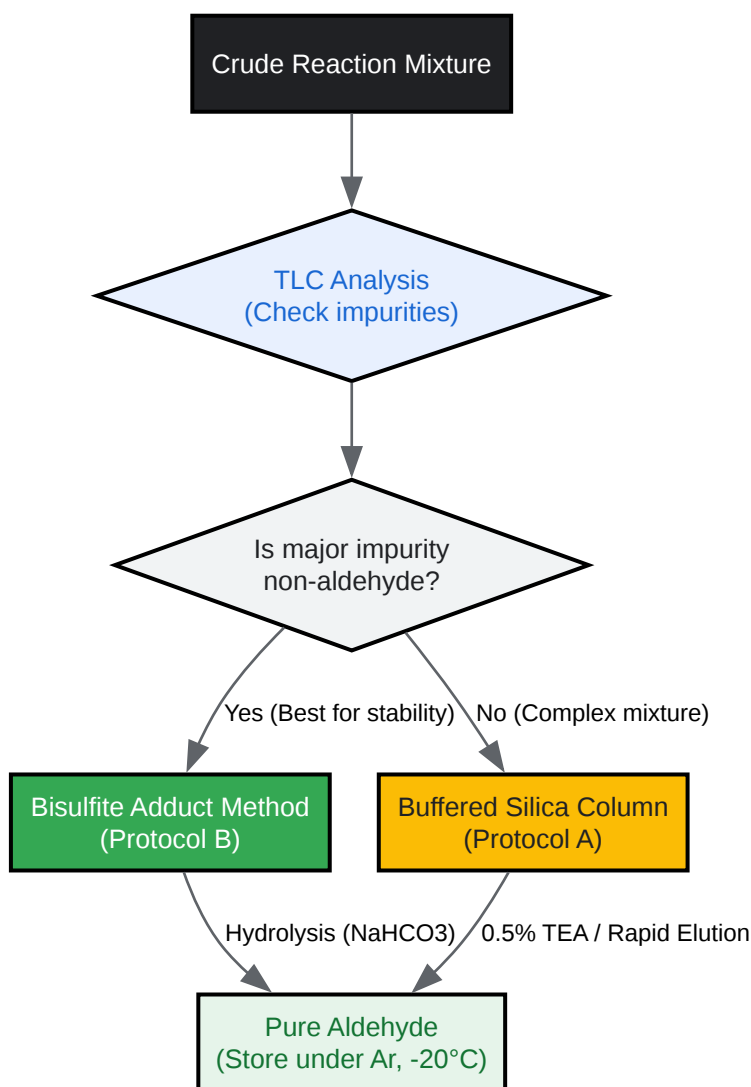 Crude Reaction Mixture
TLC Analysis
(Check impurities)
Is major impurity
non-aldehyde?
Yes (Best for stability)
No (Complex mixture)
Bisulfite Adduct Method
(Protocol B)
Buffered Silica Column
(Protocol A)
Hydrolysis (NaHCO3)
0.5% TEA / Rapid Elution
Pure Aldehyde
(Store under Ar, -20°C)